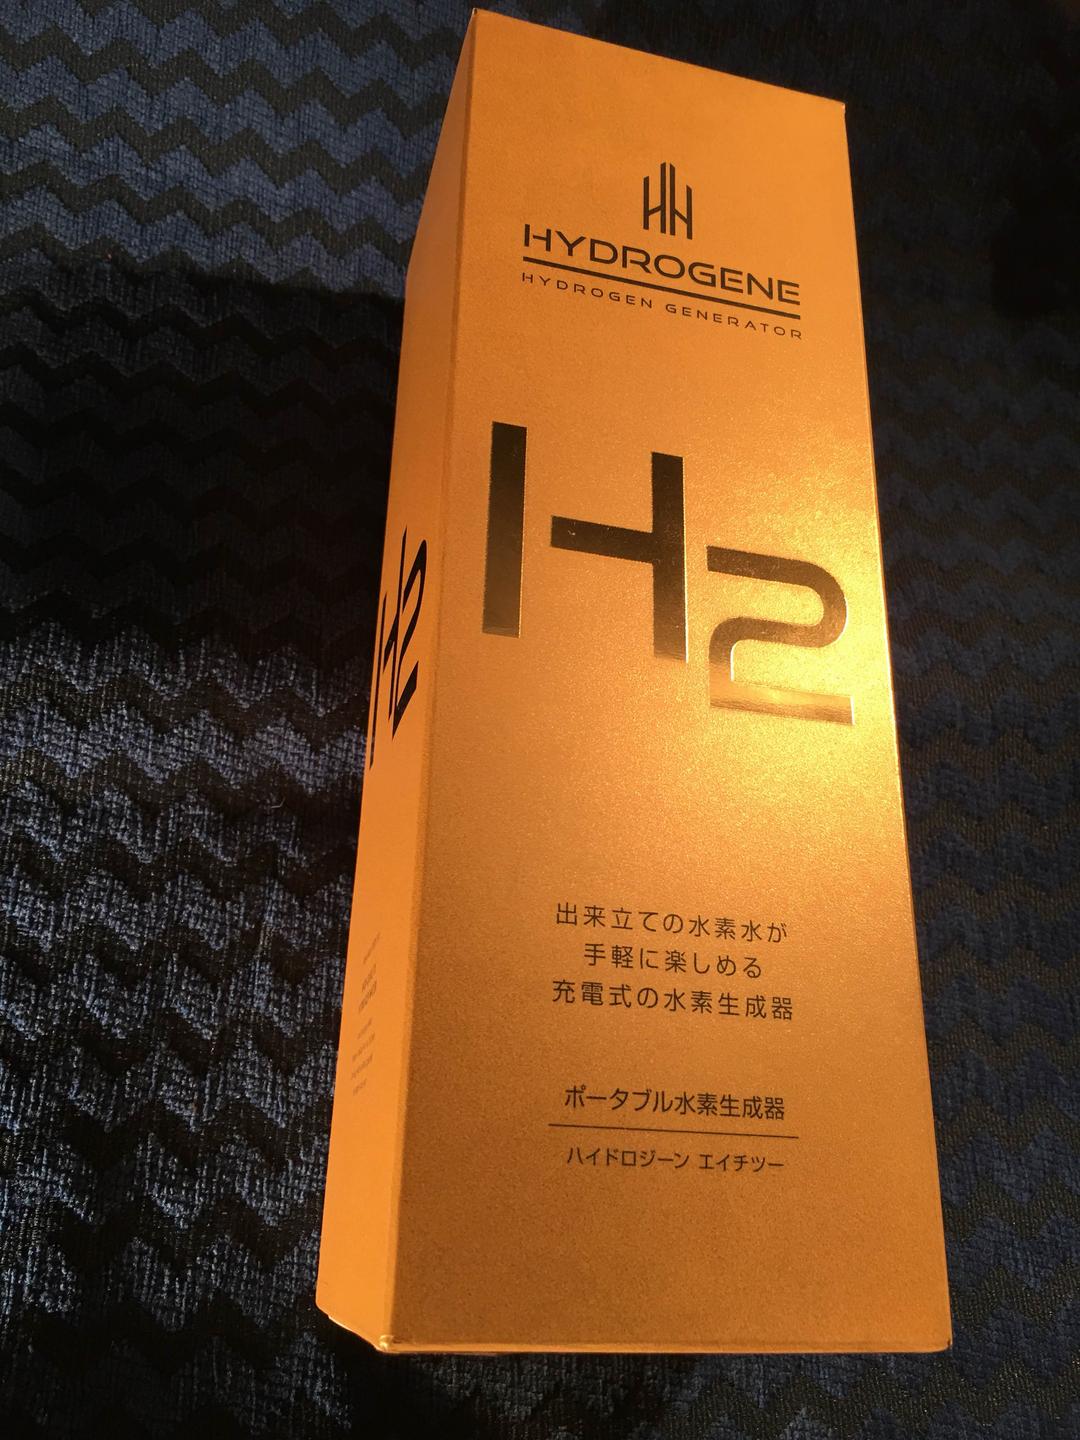 HYDROGENE
HYDROGEN GENERATOR
H2
出来立ての水素水が
手軽に楽しめる
充電式の水素生成器
ポータブル水素生成器
ハイドロジーン エイチツー
H2